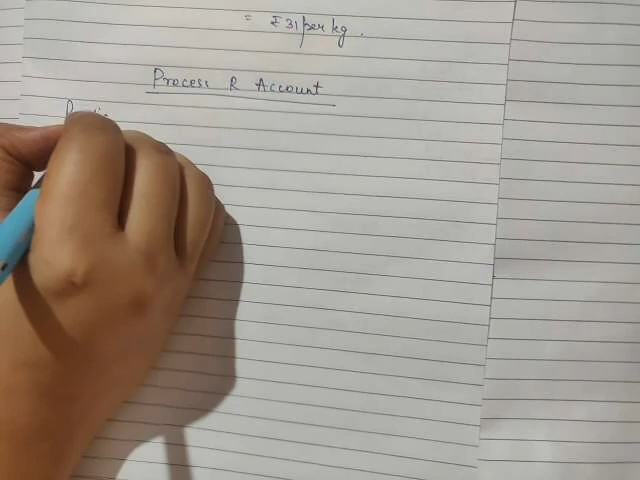 = ₹31 per kg.
Process R Account